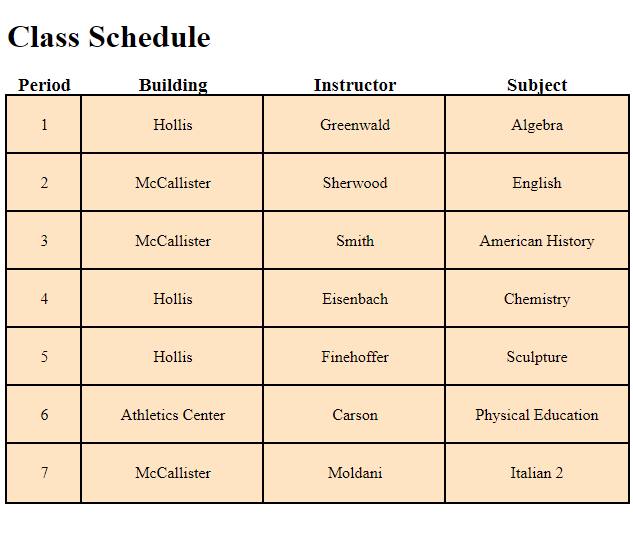 Class Schedule
Period Building Instructor Subject
1 Hollis Greenwald Algebra
2 McCallister Sherwood English
3 McCallister Smith American History
4 Hollis Eisenbach Chemistry
5 Hollis Finehoffer Sculpture
6 Athletics Center Carson Physical Education
7 McCallister Moldani Italian 2